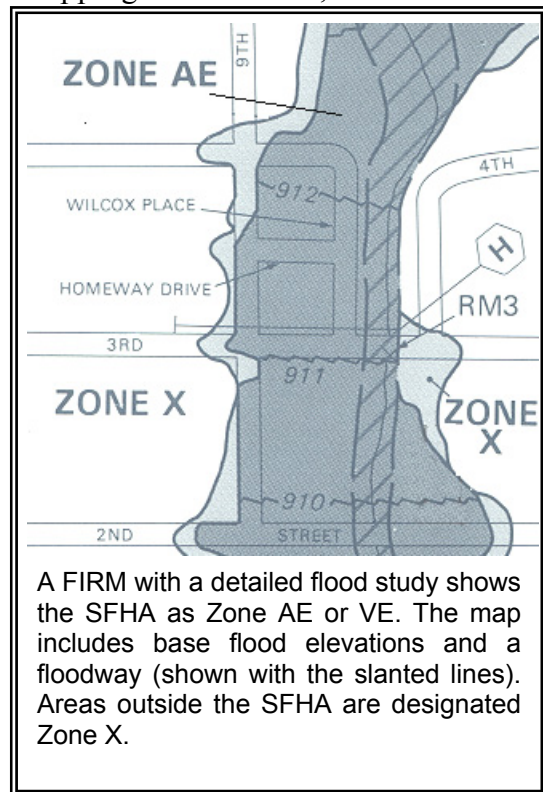 9TH
ZONE AE
4TH
912
WILCOX PLACE
H
HOMEWAY DRIVE
RM3
3RD
911
ZONE X
ZONE
X
910
2ND STREET
A FIRM with a detailed flood study shows
the SFHA as Zone AE or VE. The map
includes base flood elevations and a
floodway (shown with the slanted lines).
Areas outside the SFHA are designated
Zone X.